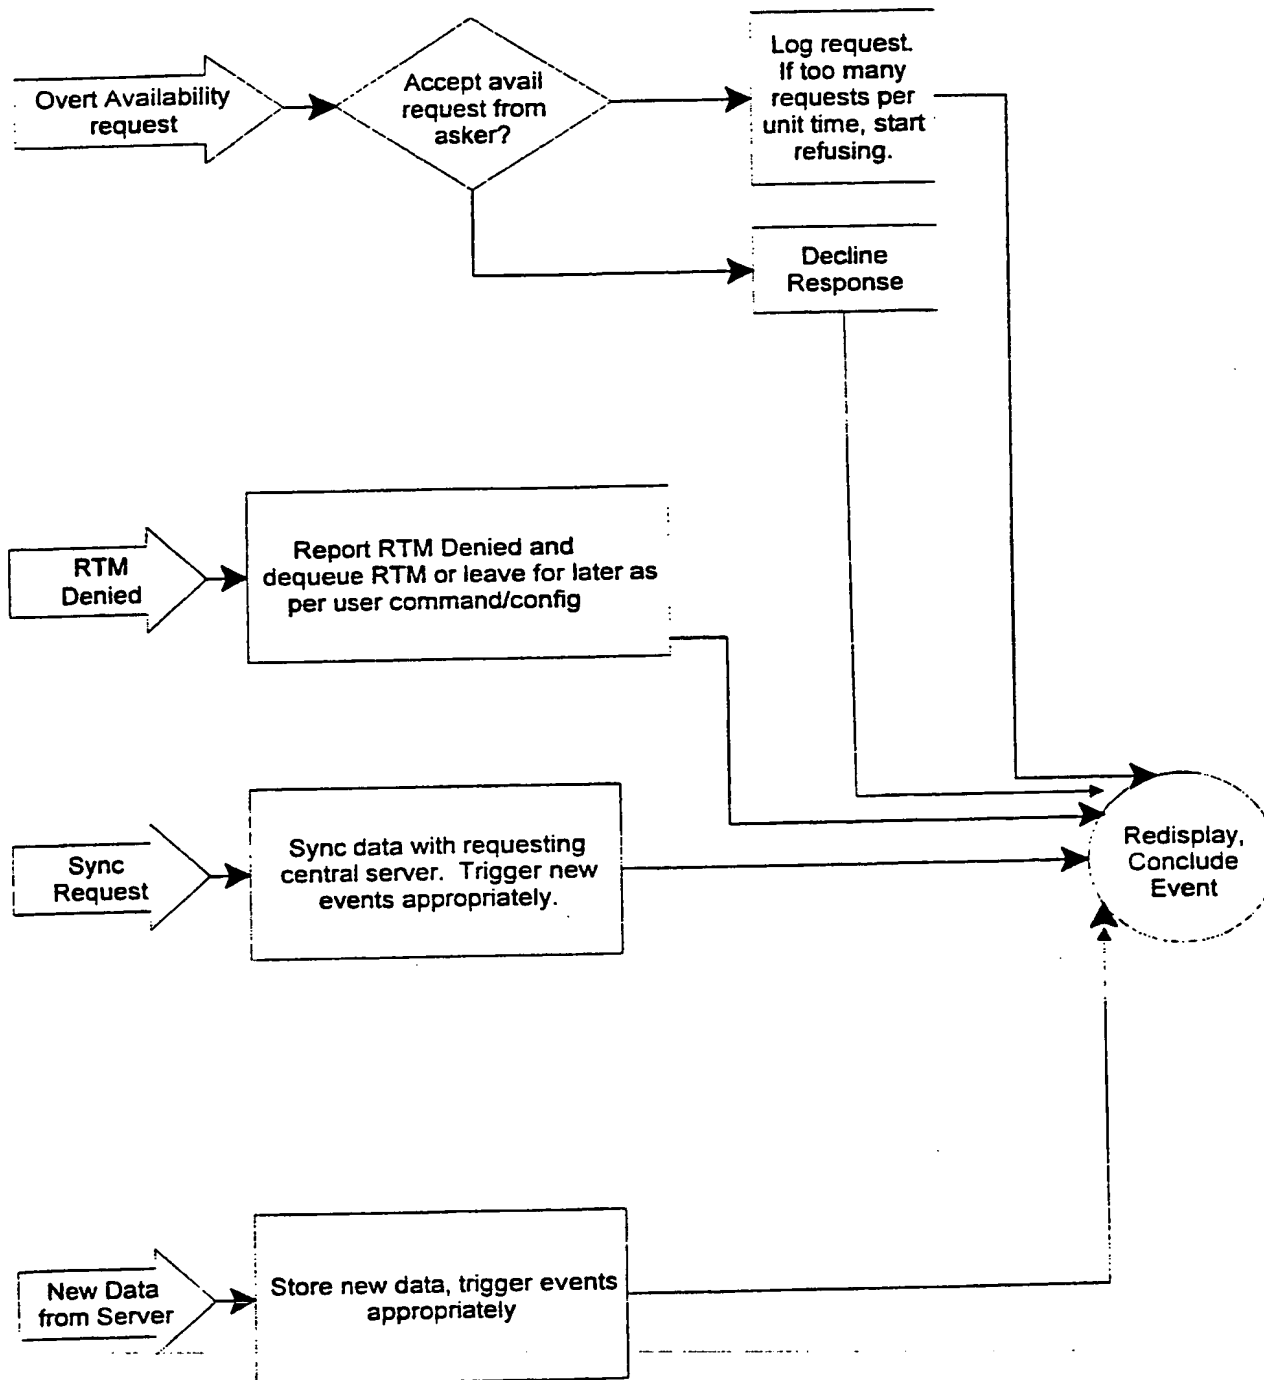 Overt Availability
request
Accept avail
request from
asker?
Log request.
If too many
requests per
unit time, start
refusing.
Decline
Response
RTM
Denied
Report RTM Denied and
dequeue RTM or leave for later as
per user command/config
Sync
Request
Sync data with requesting
central server. Trigger new
events appropriately.
Redisplay,
Conclude
Event
New Data
from Server
Store new data, trigger events
appropriately